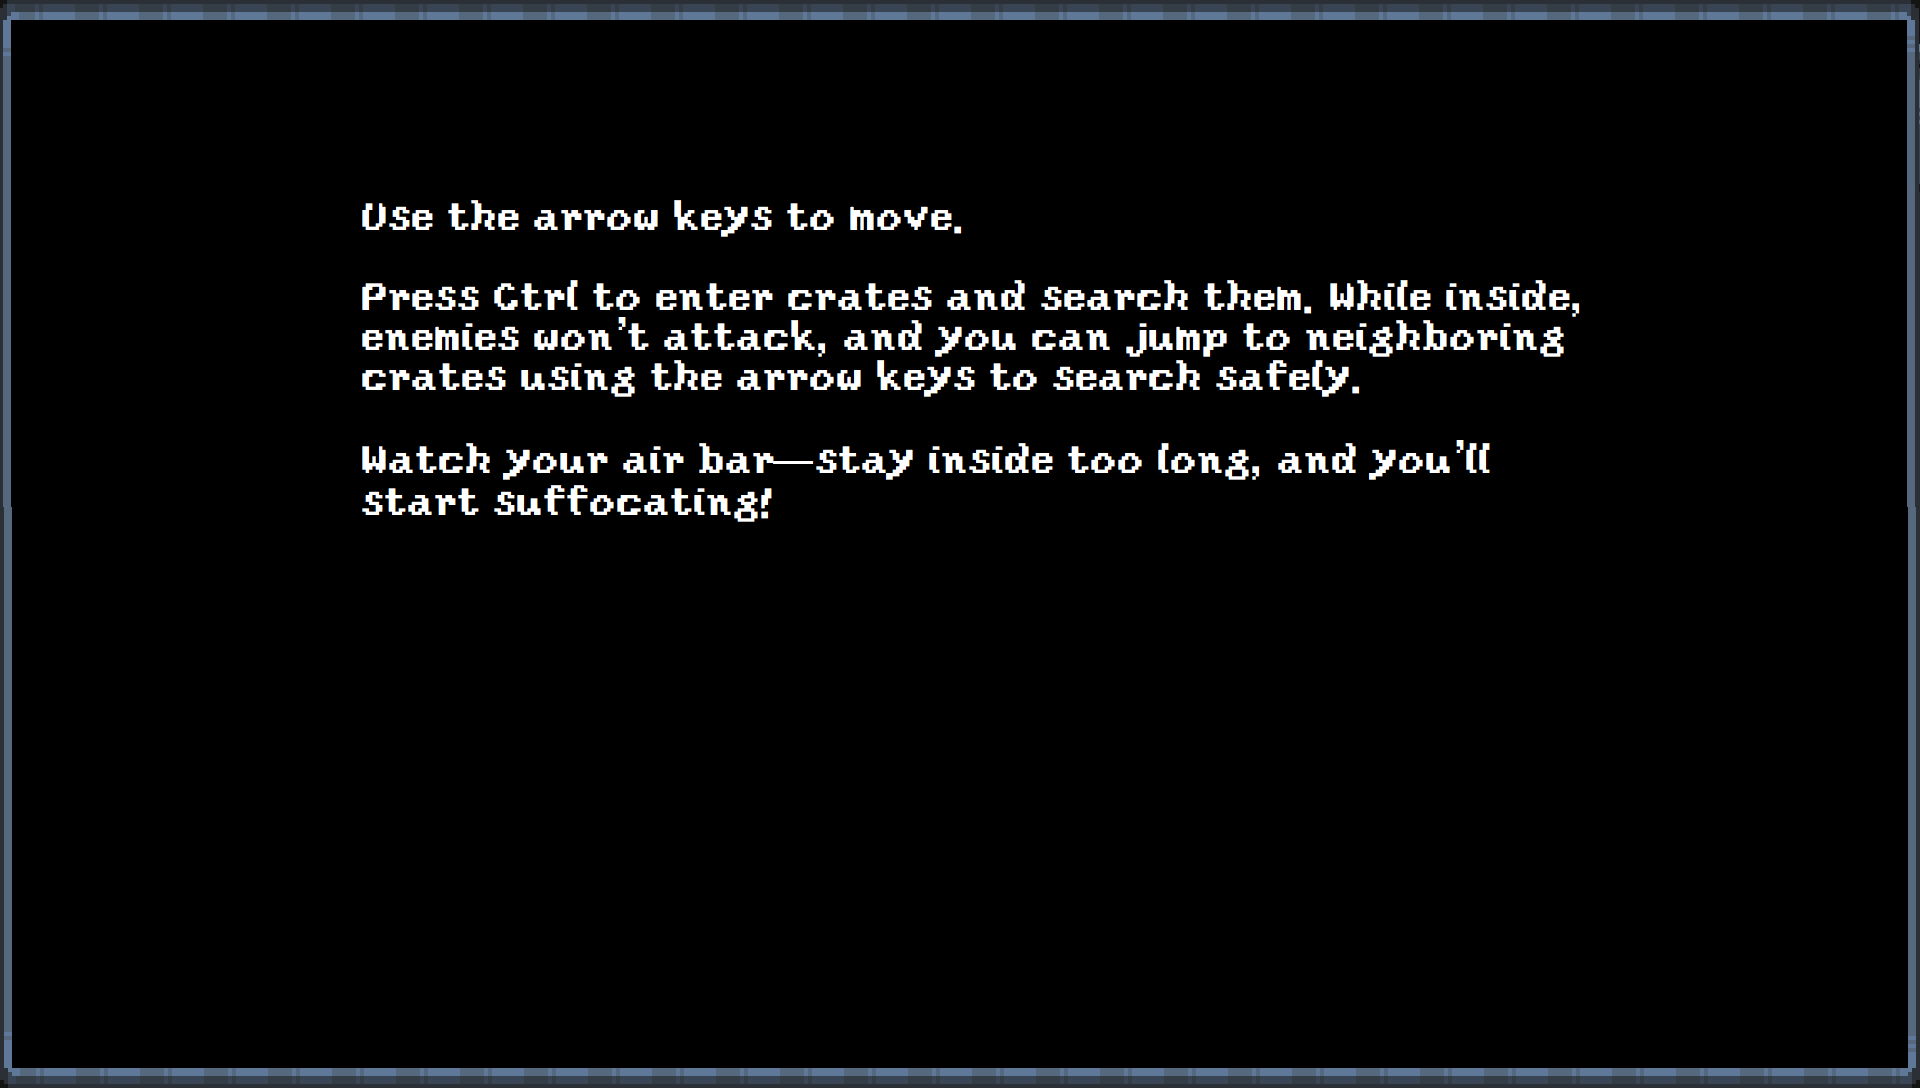 Use the arrow keys to move.
Press Ctrl to enter crates and search them. While inside,
enemies won't attack, and you can jump to neighboring
crates using the arrow keys to search safely.
Watch your air bar—stay inside too long, and you'll
start suffocating!